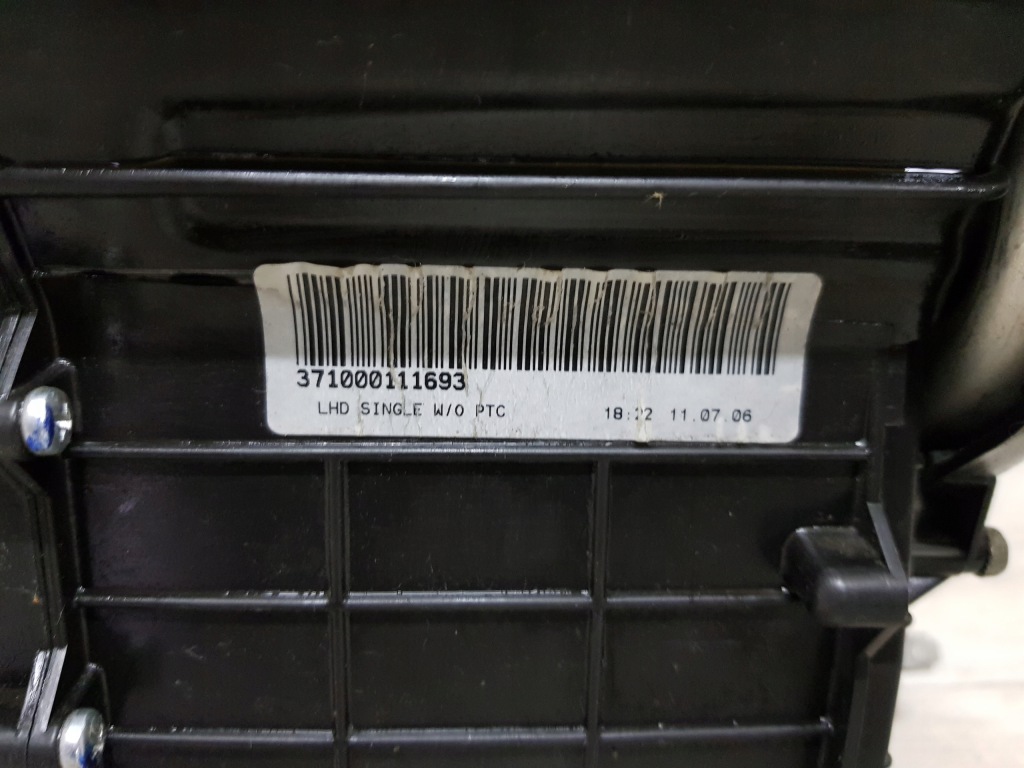 371000111693
LHD SINGLE W/O PTC 18:22 11.07.06